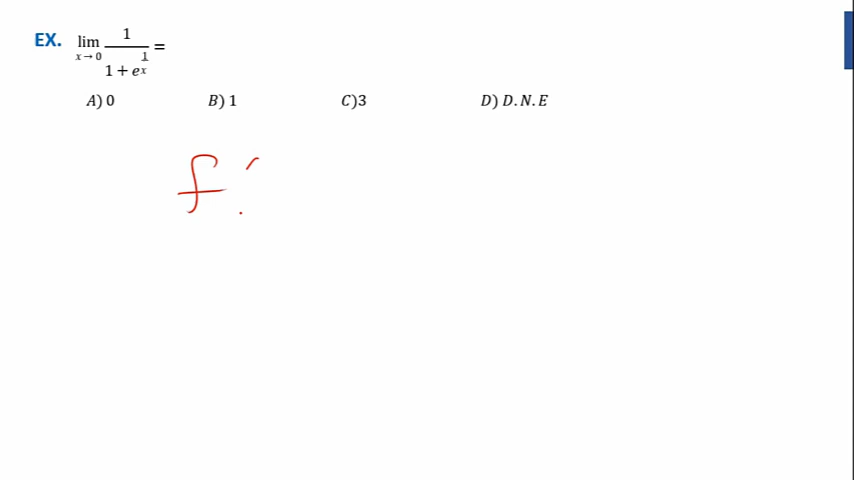 EX. lim x→0 1/(1 + e^(1/x)) =
A) 0 B) 1 C)3 D) D.N.E
f